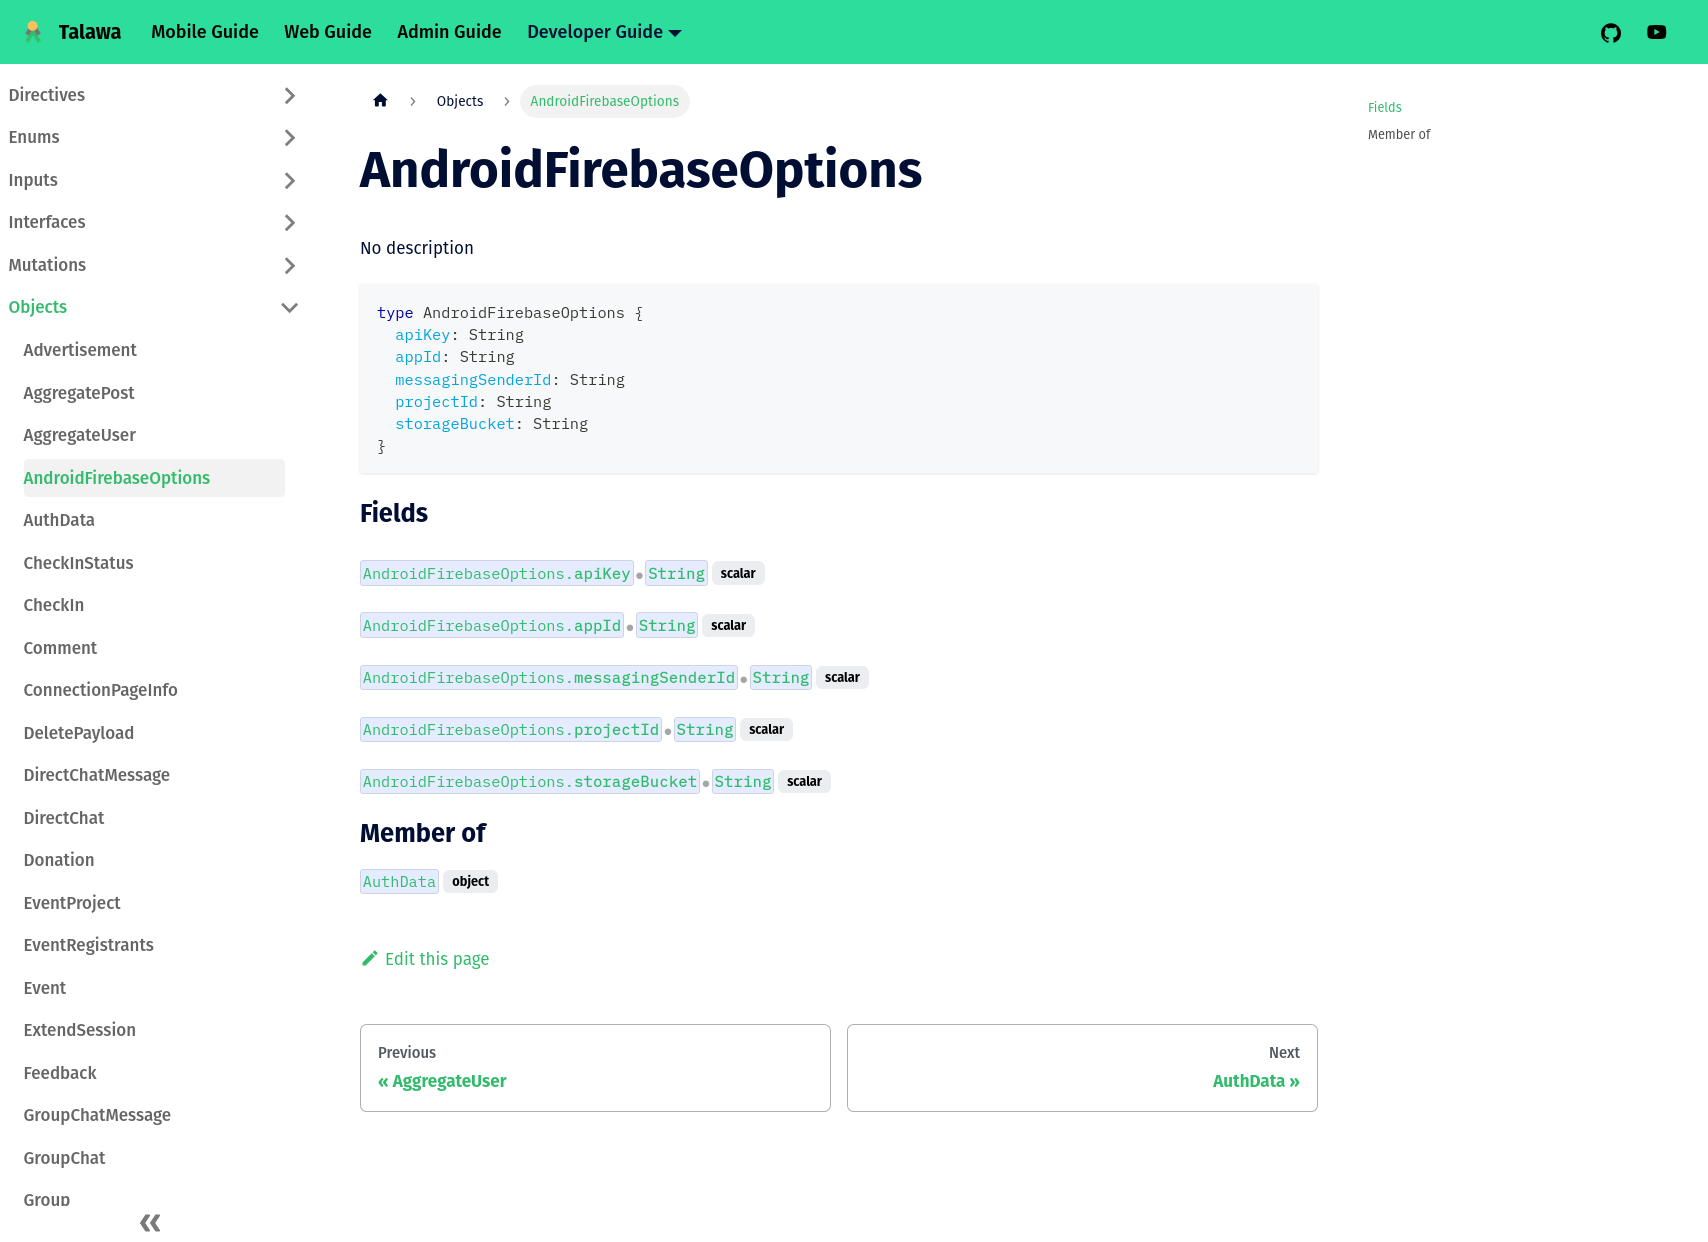 Talawa Mobile Guide Web Guide Admin Guide Developer Guide
Directives
Enums
Inputs
Interfaces
Mutations
Objects
Advertisement
AggregatePost
AggregateUser
AndroidFirebaseOptions
AuthData
CheckInStatus
CheckIn
Comment
ConnectionPageInfo
DeletePayload
DirectChatMessage
DirectChat
Donation
EventProject
EventRegistrants
Event
ExtendSession
Feedback
GroupChatMessage
GroupChat
Group
Objects AndroidFirebaseOptions
AndroidFirebaseOptions
No description
type AndroidFirebaseOptions {
apiKey: String
appId: String
messagingSenderId: String
projectId: String
storageBucket: String
}
Fields
AndroidFirebaseOptions.apiKey ● String scalar
AndroidFirebaseOptions.appId ● String scalar
AndroidFirebaseOptions.messagingSenderId ● String scalar
AndroidFirebaseOptions.projectId ● String scalar
AndroidFirebaseOptions.storageBucket ● String scalar
Member of
AuthData object
Edit this page
Previous
« AggregateUser
Next
AuthData »
Fields
Member of